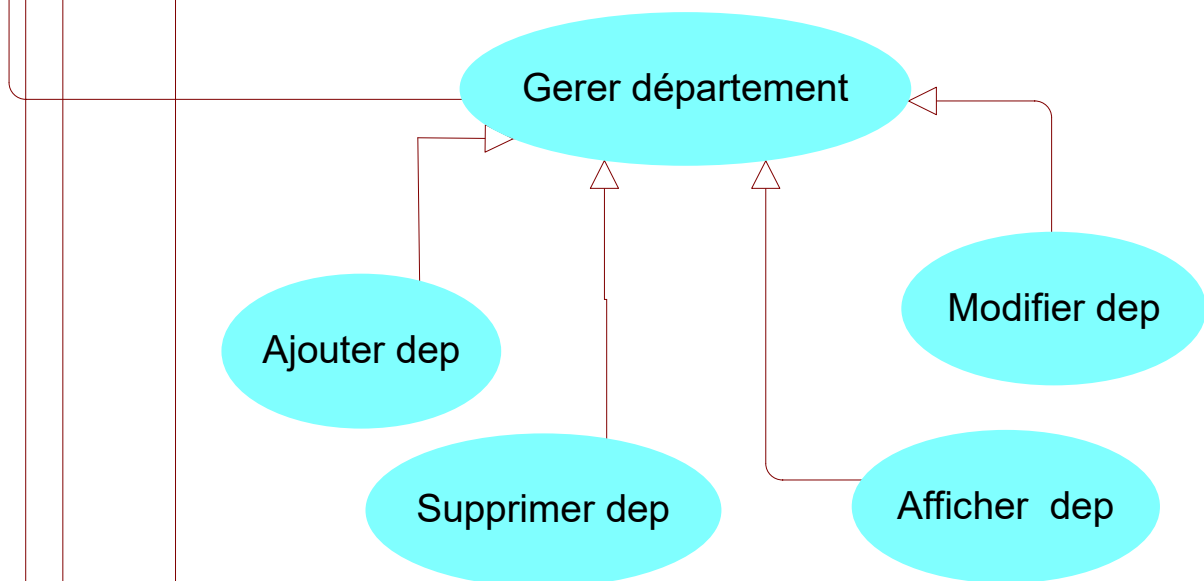 Gerer département
Modifier dep
Ajouter dep
Supprimer dep
Afficher  dep